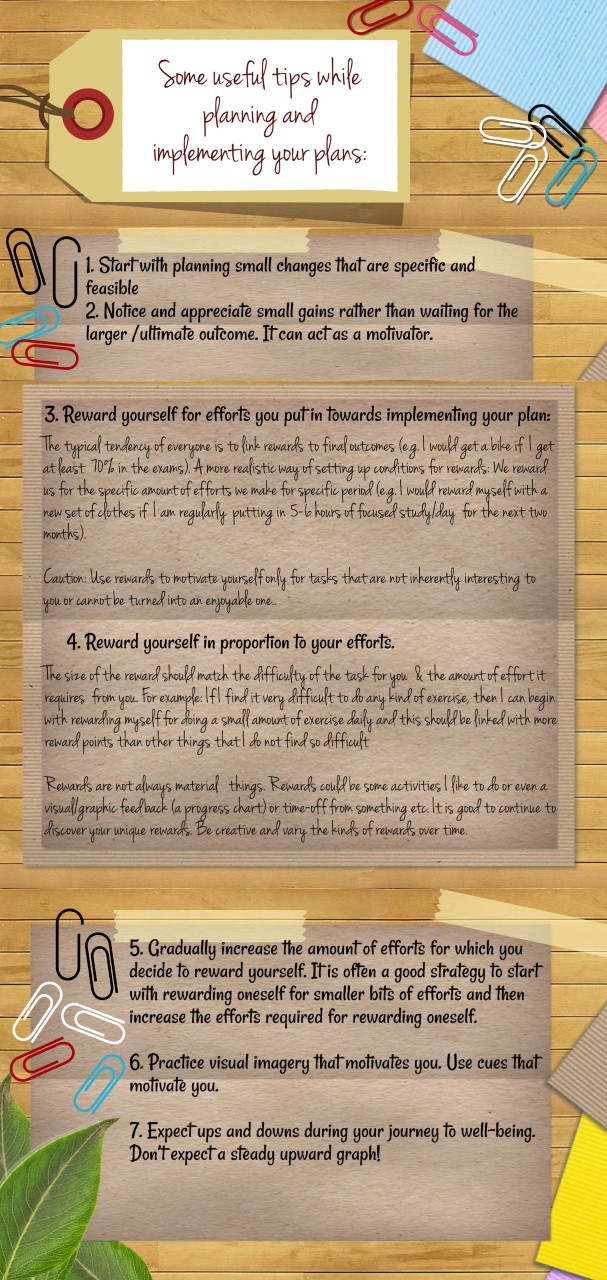 Some useful tips while
planning and
implementing your plans:
1. Start with planning small changes that are specific and
feasible
2. Notice and appreciate small gains rather than waiting for the
larger /ultimate outcome. It can act as a motivator.
3. Reward yourself for efforts you put in towards implementing your plan:
The typical tendency of everyone is to link rewards to final outcomes (e.g. I would get a bike if I get
at least 70% in the exams). A more realistic way of setting up conditions for rewards: We reward
us for the specific amount of efforts we make for specific period (e.g. I would reward myself with a
new set of clothes if I am regularly putting in 5-6 hours of focused study/day for the next two
months).
Caution: Use rewards to motivate yourself only for tasks that are not inherently interesting to
you or cannot be turned into an enjoyable one..
4. Reward yourself in proportion to your efforts.
The size of the reward should match the difficulty of the task for you & the amount of effort it
requires from you. For example: If I find it very difficult to do any kind of exercise, then I can begin
with rewarding myself for doing a small amount of exercise daily and this should be linked with more
reward points than other things that I do not find so difficult
Rewards are not always material things. Rewards could be some activities I like to do or even a
visual/graphic feedback (a progress chart) or time-off from something etc. It is good to continue to
discover your unique rewards. Be creative and vary the kinds of rewards over time.
5. Gradually increase the amount of efforts for which you
decide to reward yourself. It is often a good strategy to start
with rewarding oneself for smaller bits of efforts and then
increase the efforts required for rewarding oneself.
6. Practice visual imagery that motivates you. Use cues that
motivate you.
7. Expect ups and downs during your journey to well-being.
Don't expect a steady upward graph!